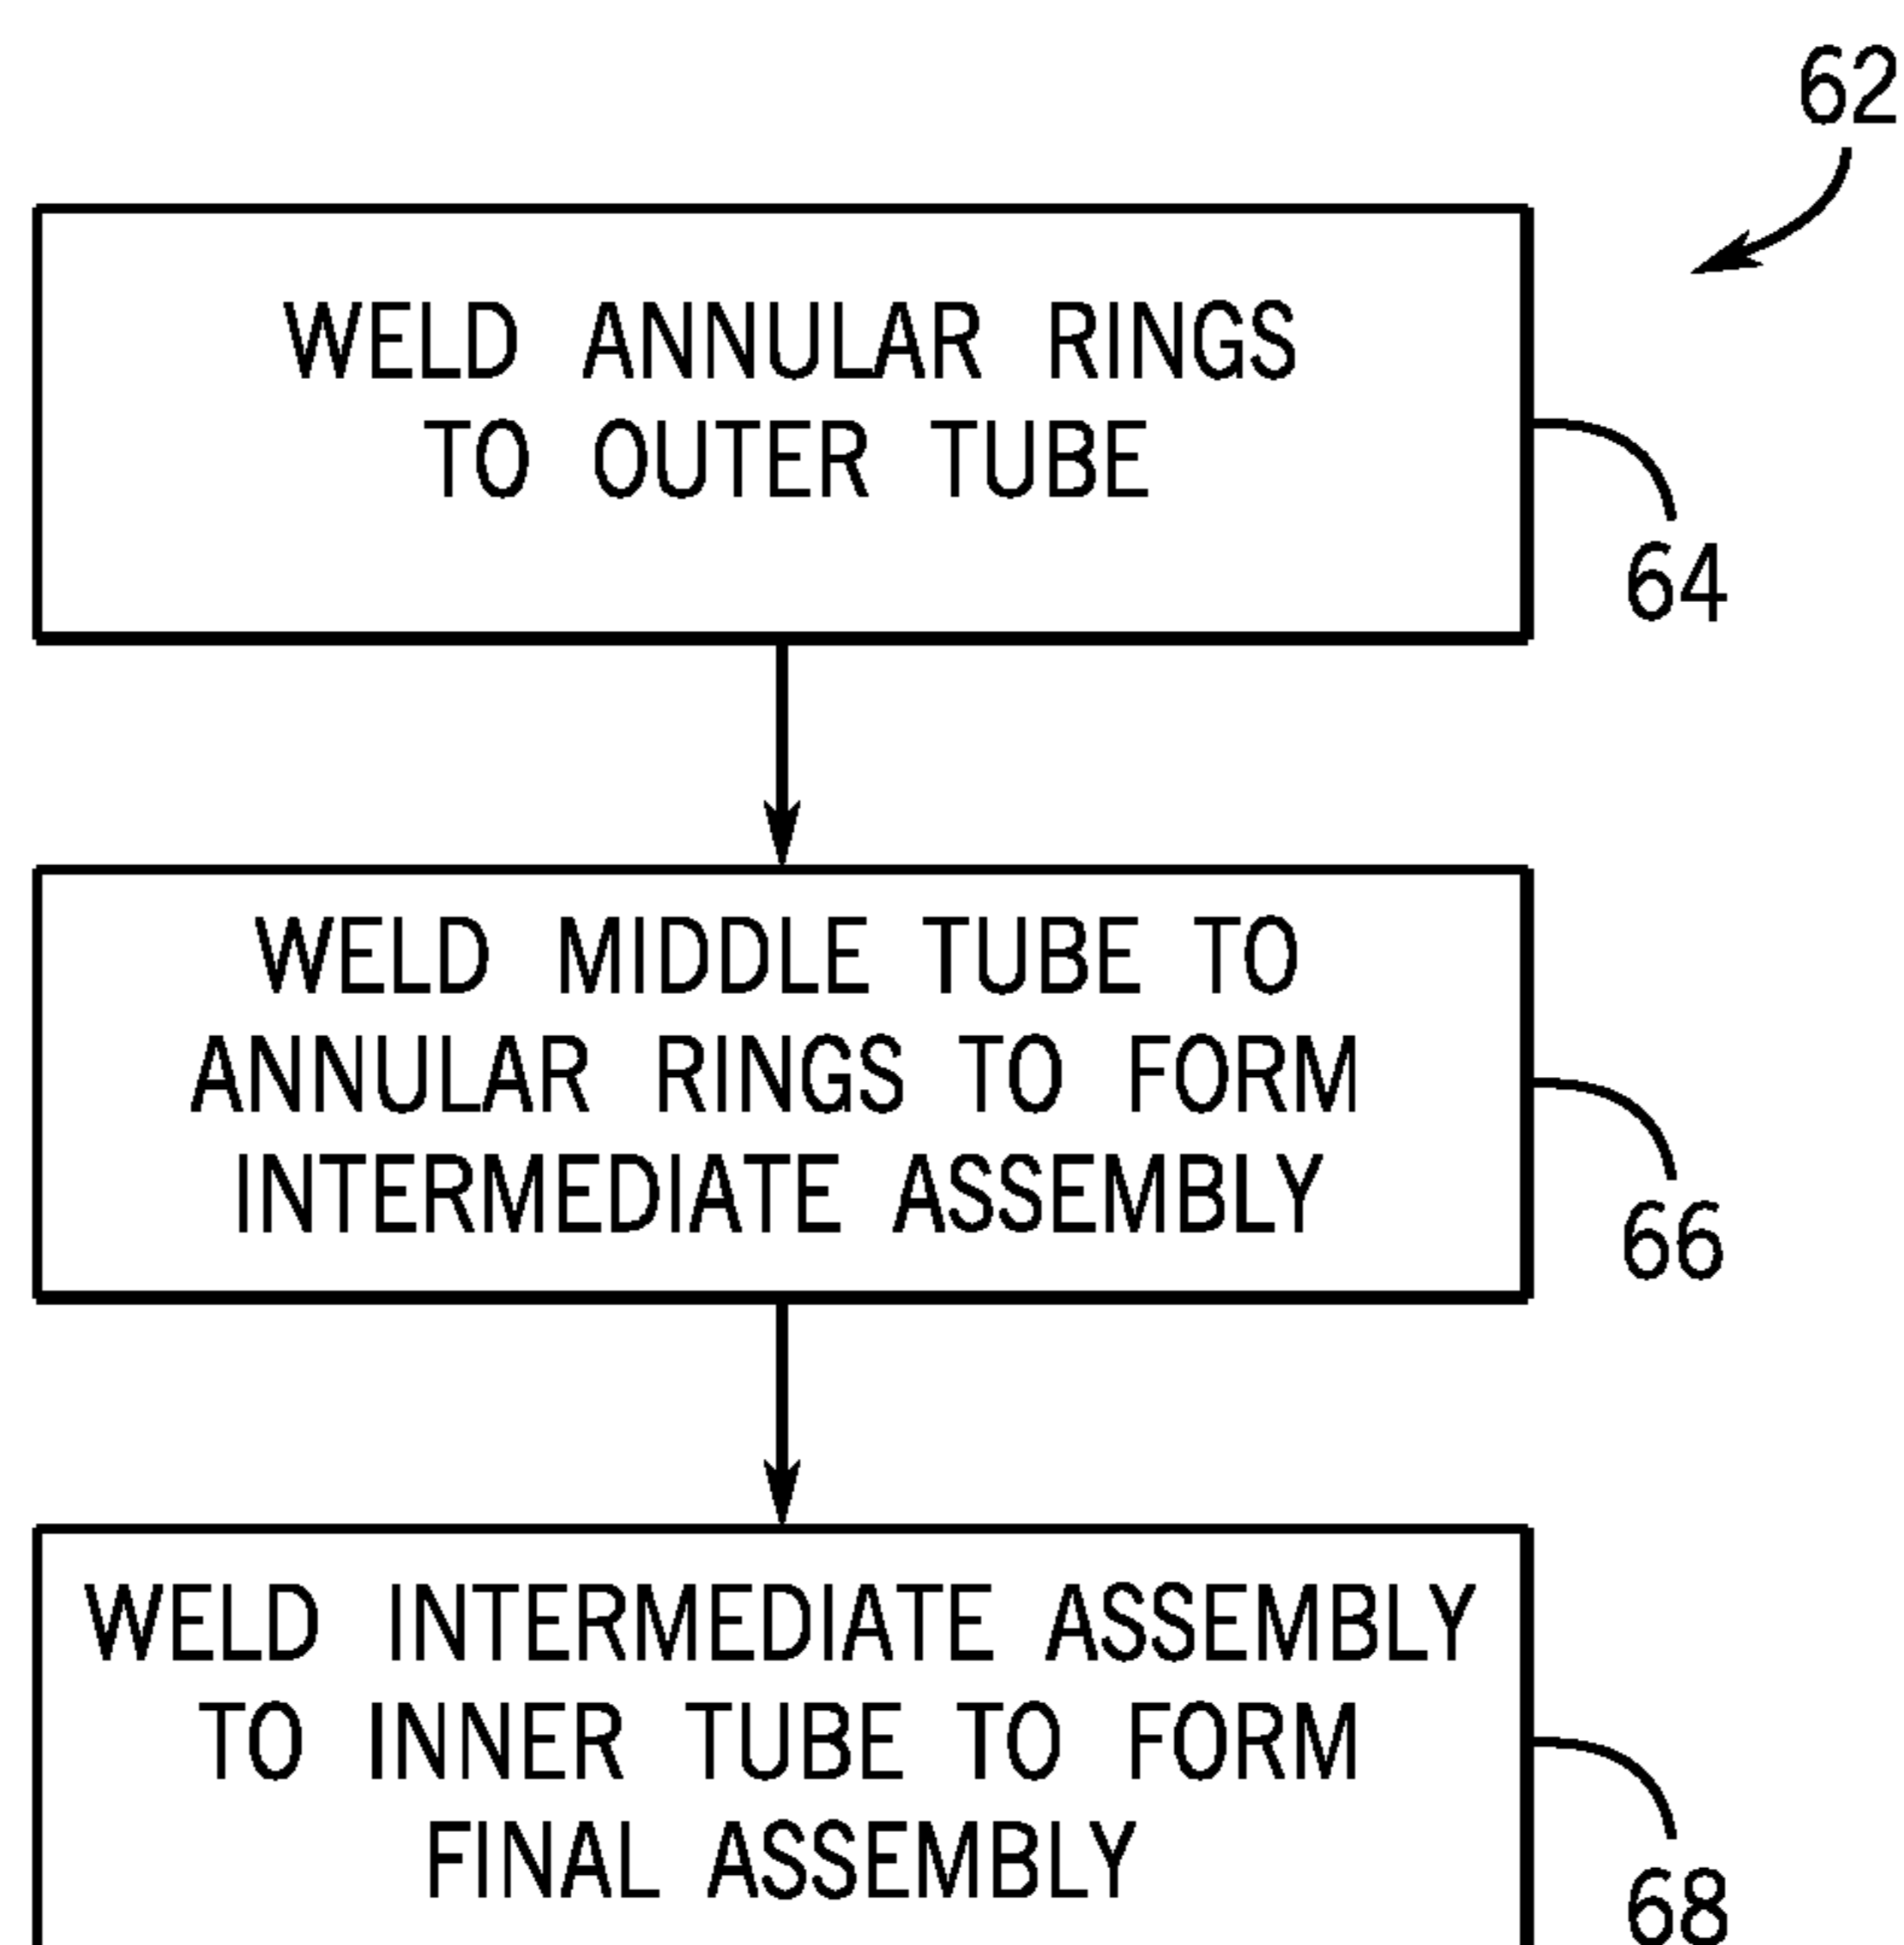 62
WELD ANNULAR RINGS
TO OUTER TUBE
64
WELD MIDDLE TUBE TO
ANNULAR RINGS TO FORM
INTERMEDIATE ASSEMBLY
66
WELD INTERMEDIATE ASSEMBLY
TO INNER TUBE TO FORM
FINAL ASSEMBLY
68